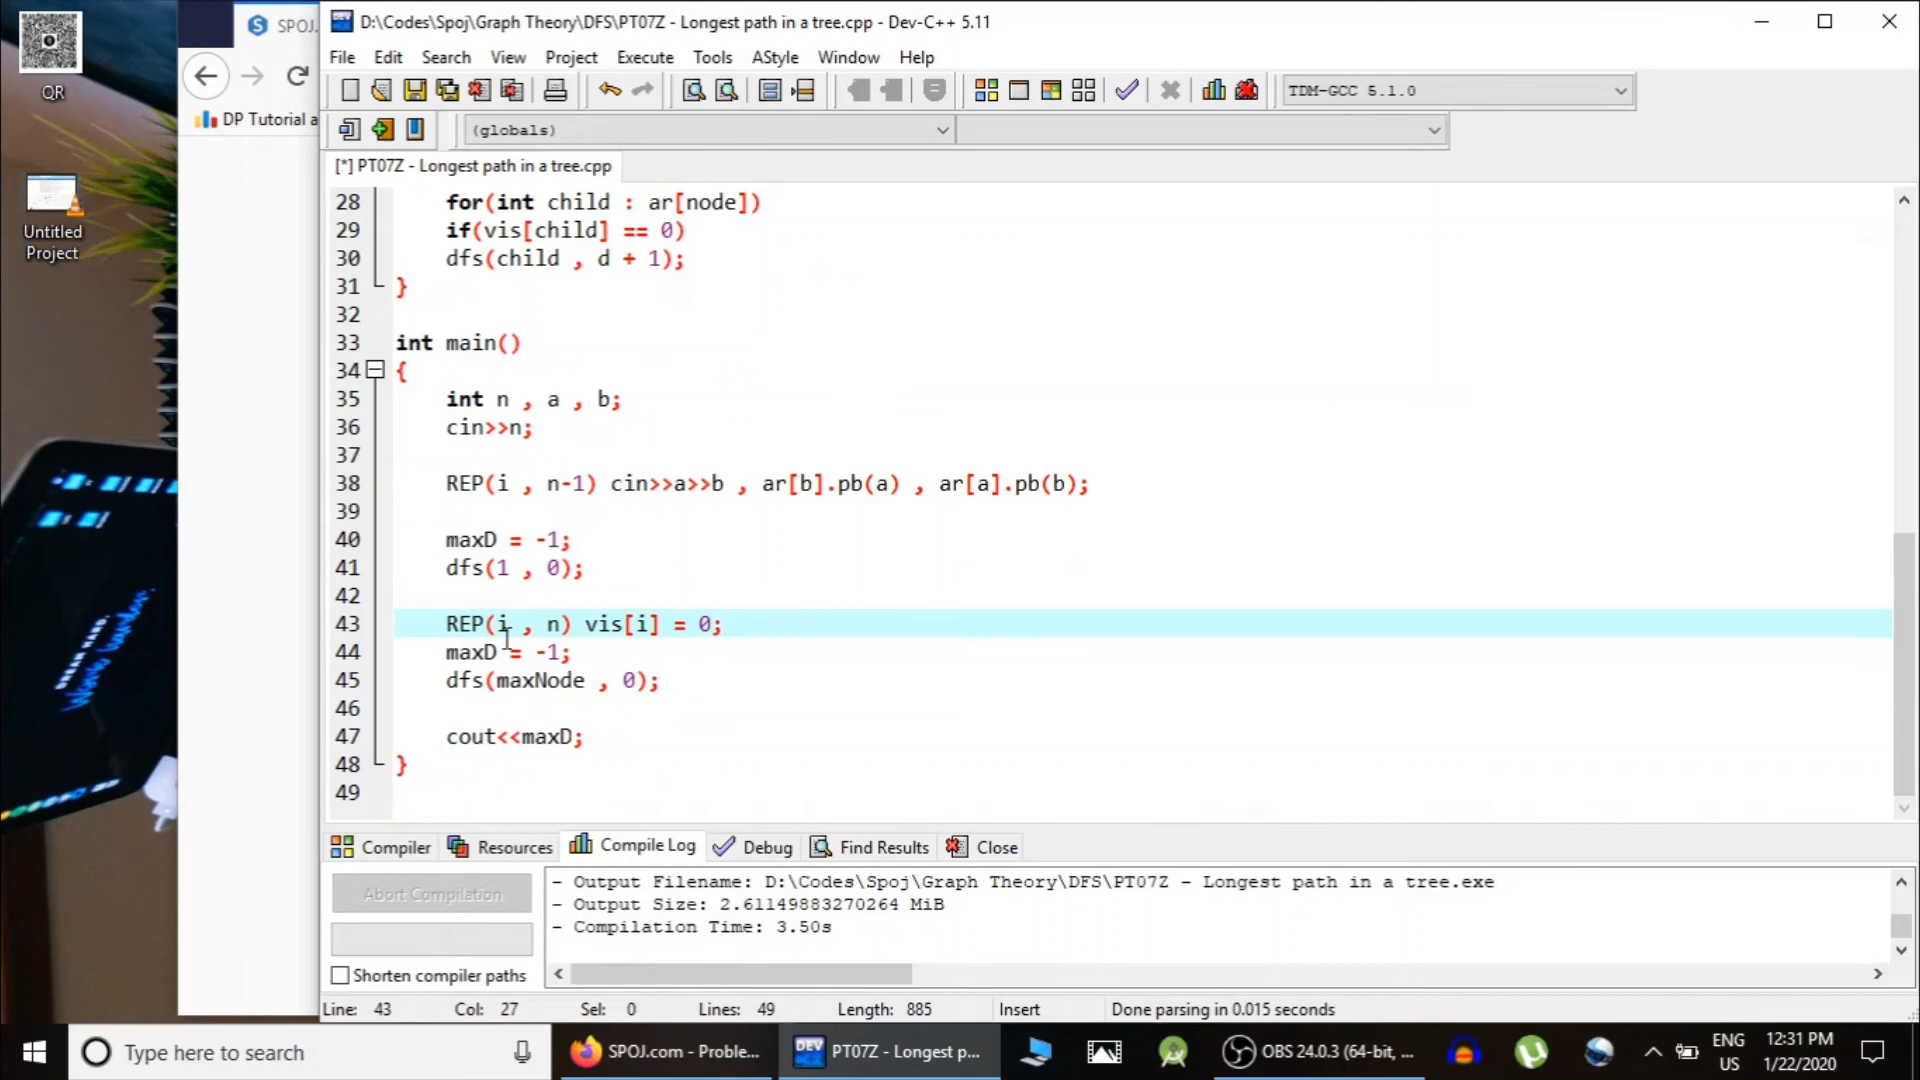 QR
Untitled
Project
SPOJ.
DP Tutorial a
D:\Codes\Spoj\Graph Theory\DFS\PT07Z - Longest path in a tree.cpp - Dev-C++ 5.11
File Edit Search View Project Execute Tools AStyle Window Help
TDM-GCC 5.1.0
(globals)
[*] PT07Z - Longest path in a tree.cpp
28 for(int child : ar[node])
29 if(vis[child] == 0)
30 dfs(child , d + 1);
31 }
32
33 int main()
34 {
35 int n , a , b;
36 cin>>n;
37
38 REP(i , n-1) cin>>a>>b , ar[b].pb(a) , ar[a].pb(b);
39
40 maxD = -1;
41 dfs(1 , 0);
42
43 REP(i , n) vis[i] = 0;
44 maxD = -1;
45 dfs(maxNode , 0);
46
47 cout<<maxD;
48 }
49
Compiler Resources Compile Log Debug Find Results Close
Abort Compilation
Shorten compiler paths
- Output Filename: D:\Codes\Spoj\Graph Theory\DFS\PT07Z - Longest path in a tree.exe
- Output Size: 2.61149883270264 MiB
- Compilation Time: 3.50s
Line: 43 Col: 27 Sel: 0 Lines: 49 Length: 885 Insert Done parsing in 0.015 seconds
Type here to search
SPOJ.com - Proble...
DEV
PT07Z - Longest p...
OBS 24.0.3 (64-bit, ...
ENG
US
12:31 PM
1/22/2020